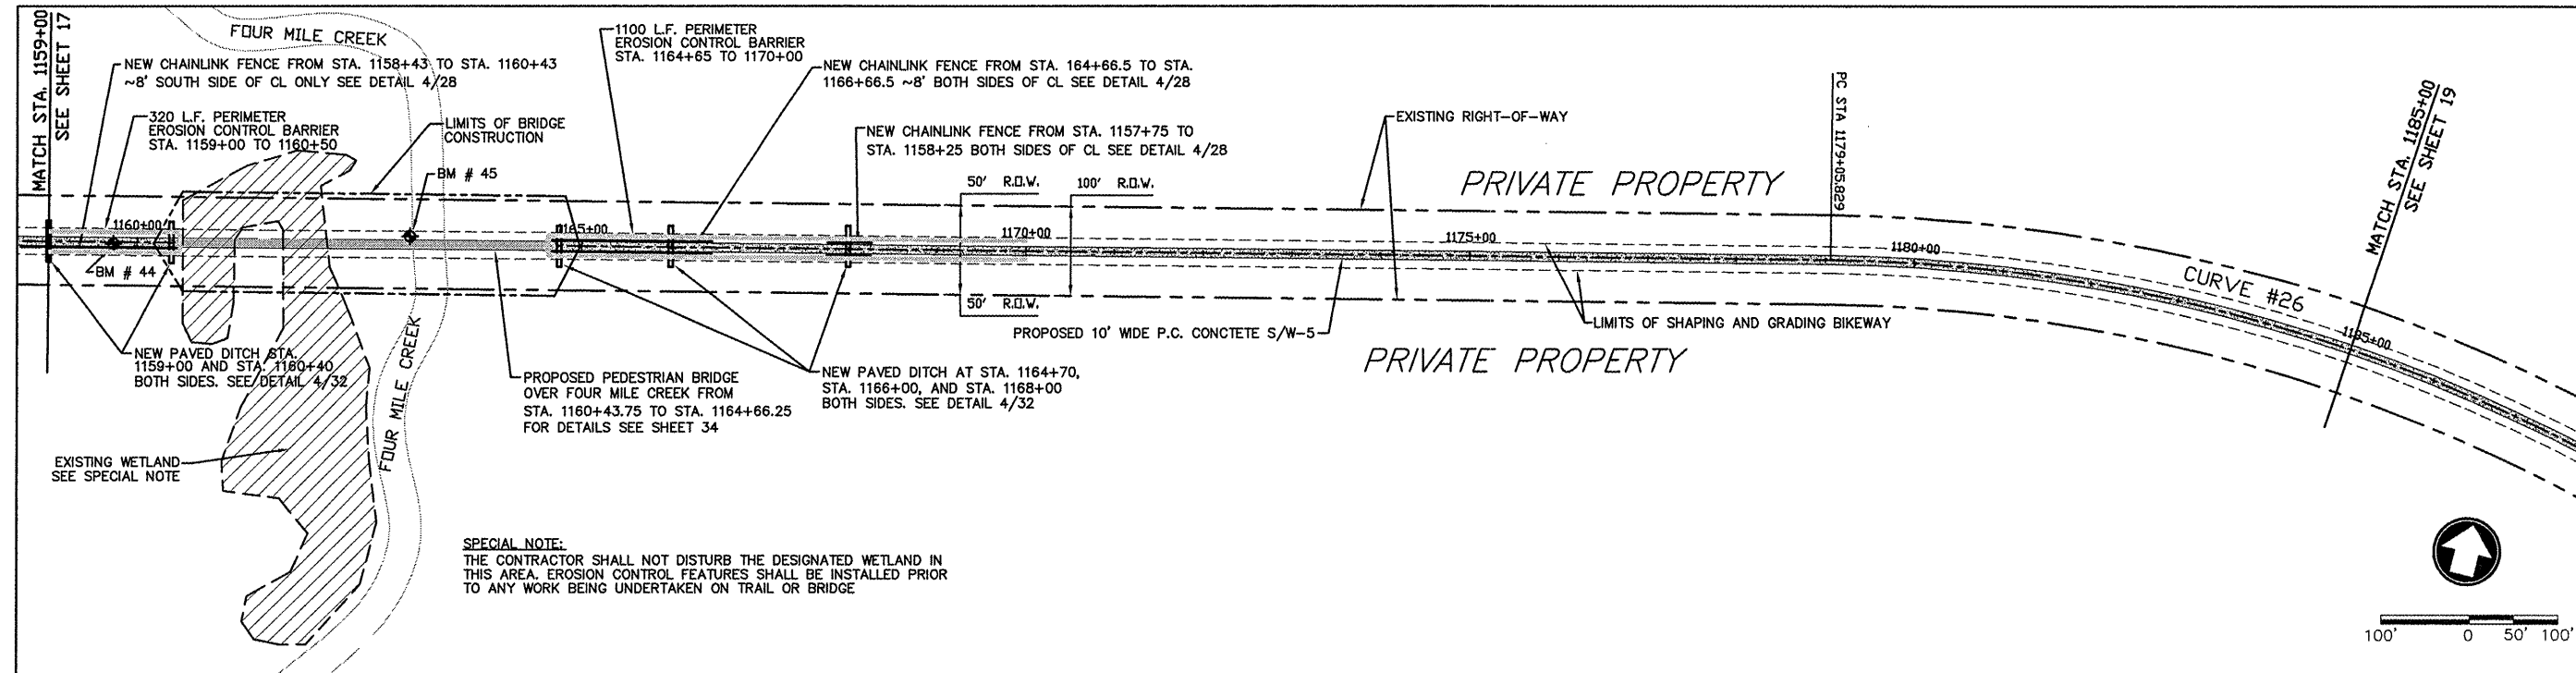 MATCH STA. 1159+00
SEE SHEET 17
FOUR MILE CREEK
NEW CHAINLINK FENCE FROM STA. 1158+43 TO STA. 1160+43
~8' SOUTH SIDE OF CL ONLY SEE DETAIL 4/28
320 L.F. PERIMETER
EROSION CONTROL BARRIER
STA. 1159+00 TO 1160+50
LIMITS OF BRIDGE
CONSTRUCTION
BM # 45
1100 L.F. PERIMETER
EROSION CONTROL BARRIER
STA. 1164+65 TO 1170+00
NEW CHAINLINK FENCE FROM STA. 164+66.5 TO STA.
1166+66.5 ~8' BOTH SIDES OF CL SEE DETAIL 4/28
NEW CHAINLINK FENCE FROM STA. 1157+75 TO
STA. 1158+25 BOTH SIDES OF CL SEE DETAIL 4/28
EXISTING RIGHT-OF-WAY
50' R.O.W.
100' R.O.W.
PRIVATE PROPERTY
PC STA 1179+05.829
MATCH STA. 1185+00
SEE SHEET 19
1160+00
1165+00
1170+00
1175+00
1180+00
CURVE #26
1185+00
BM # 44
50' R.O.W.
PROPOSED 10' WIDE P.C. CONCTETE S/W-5
LIMITS OF SHAPING AND GRADING BIKEWAY
PRIVATE PROPERTY
NEW PAVED DITCH STA.
1159+00 AND STA. 1160+40
BOTH SIDES. SEE DETAIL 4/32
FOUR MILE CREEK
PROPOSED PEDESTRIAN BRIDGE
OVER FOUR MILE CREEK FROM
STA. 1160+43.75 TO STA. 1164+66.25
FOR DETAILS SEE SHEET 34
NEW PAVED DITCH AT STA. 1164+70,
STA. 1166+00, AND STA. 1168+00
BOTH SIDES. SEE DETAIL 4/32
EXISTING WETLAND
SEE SPECIAL NOTE
SPECIAL NOTE:
THE CONTRACTOR SHALL NOT DISTURB THE DESIGNATED WETLAND IN
THIS AREA. EROSION CONTROL FEATURES SHALL BE INSTALLED PRIOR
TO ANY WORK BEING UNDERTAKEN ON TRAIL OR BRIDGE
100' 0 50' 100'